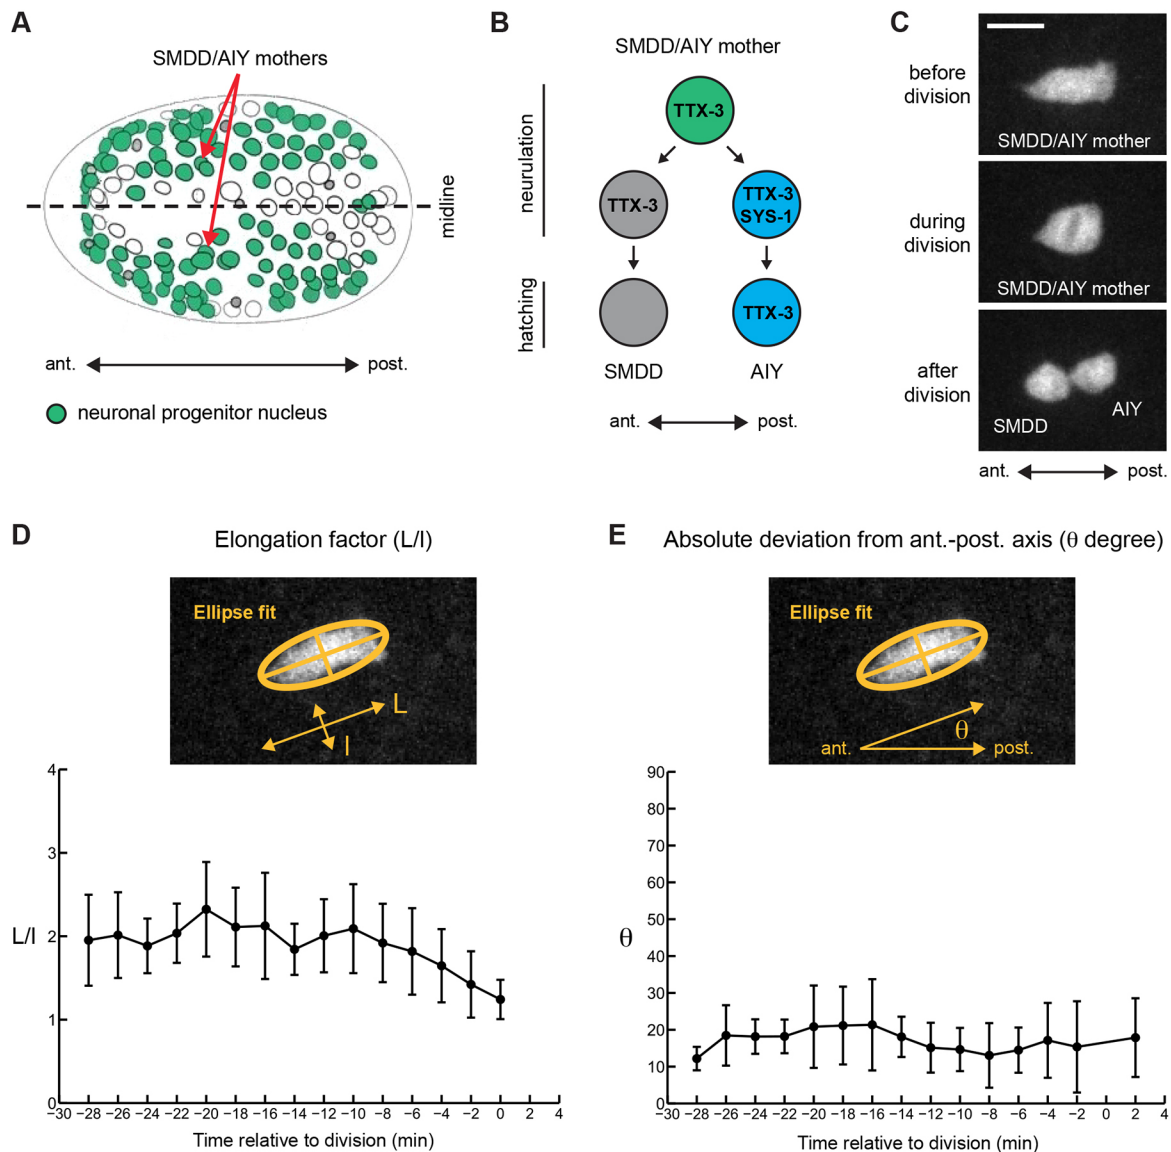 A
SMDD/AIY mothers
midline
ant.
post.
neuronal progenitor nucleus
B
SMDD/AIY mother
neurulation
hatching
TTX-3
TTX-3
TTX-3
SYS-1
TTX-3
SMDD
AIY
ant.
post.
C
before
division
SMDD/AIY mother
during
division
SMDD/AIY mother
after
division
SMDD
AIY
ant.
post.
D
Elongation factor (L/l)
Ellipse fit
L
l
4
3
2
1
0
L/l
−30 −28 −26 −24 −22 −20 −18 −16 −14 −12 −10 −8 −6 −4 −2 0 2 4
Time relative to division (min)
E
Absolute deviation from ant.-post. axis (θ degree)
Ellipse fit
θ
ant.
post.
90
80
70
60
50
40
30
20
10
0
θ
−30 −28 −26 −24 −22 −20 −18 −16 −14 −12 −10 −8 −6 −4 −2 0 2 4
Time relative to division (min)